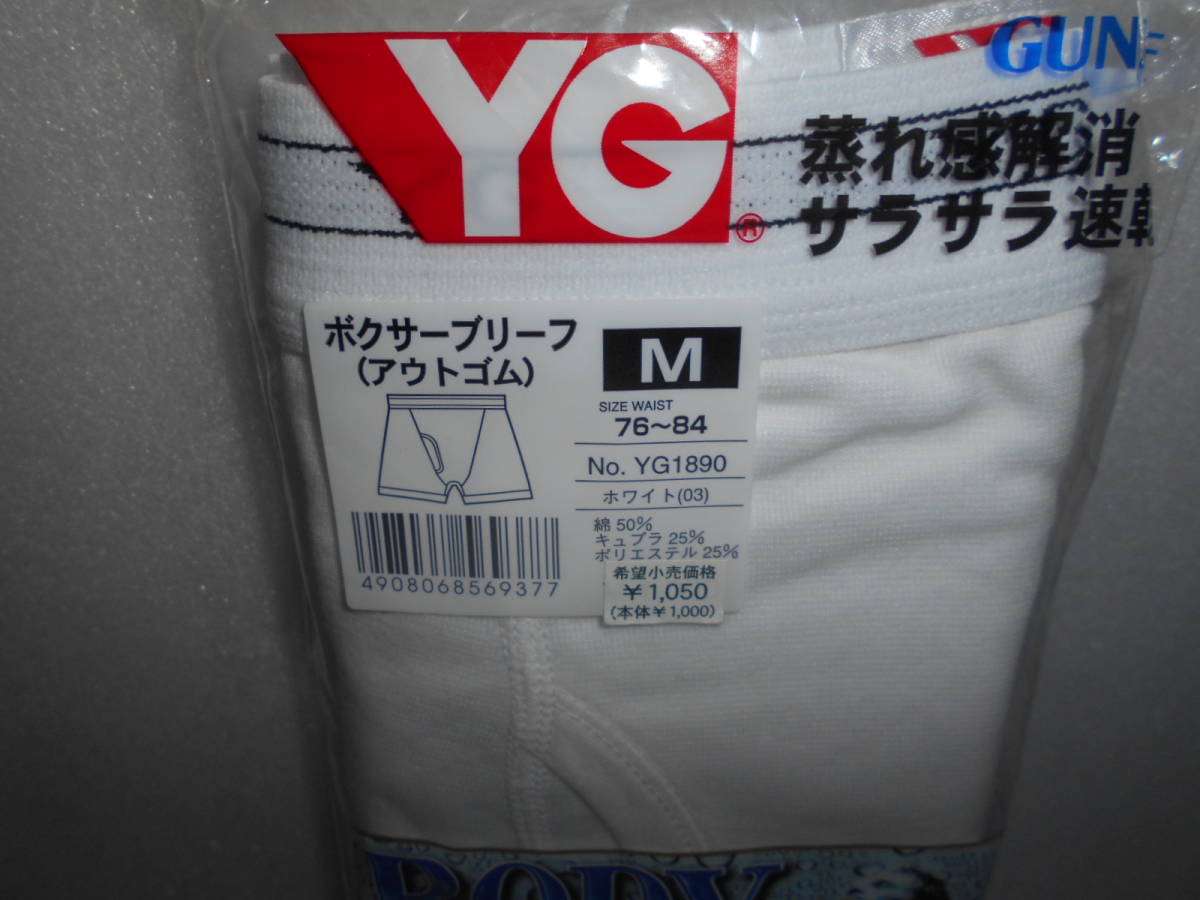 YG
®
GUN
蒸れ感解消
サラサラ速乾
ボクサーブリーフ
(アウトゴム)
M
SIZE WAIST
76~84
No. YG1890
ホワイト(03)
綿 50%
キュプラ 25%
ポリエステル 25%
希望小売価格
¥1,050
(本体¥1,000)
4908068569377
BODY